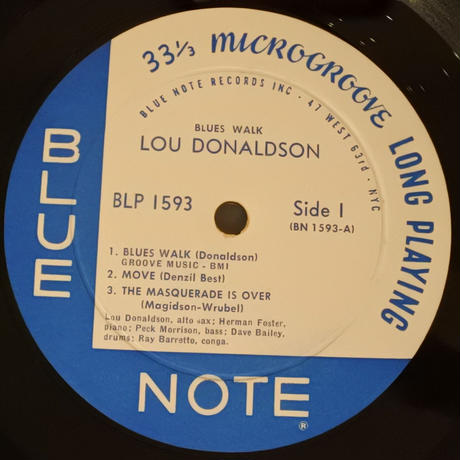 33⅓ MICROGROOVE LONG PLAYING
BLUE NOTE RECORDS INC · 47 WEST 63rd · NYC
BLUES WALK
LOU DONALDSON
BLP 1593
Side 1
(BN 1593-A)
1. BLUES WALK (Donaldson)
GROOVE MUSIC - BMI
2. MOVE (Denzil Best)
3. THE MASQUERADE IS OVER
(Magidson-Wrubel)
Lou Donaldson, alto sax; Herman Foster,
piano; Peck Morrison, bass; Dave Bailey,
drums; Ray Barretto, conga.
BLUE
NOTE®